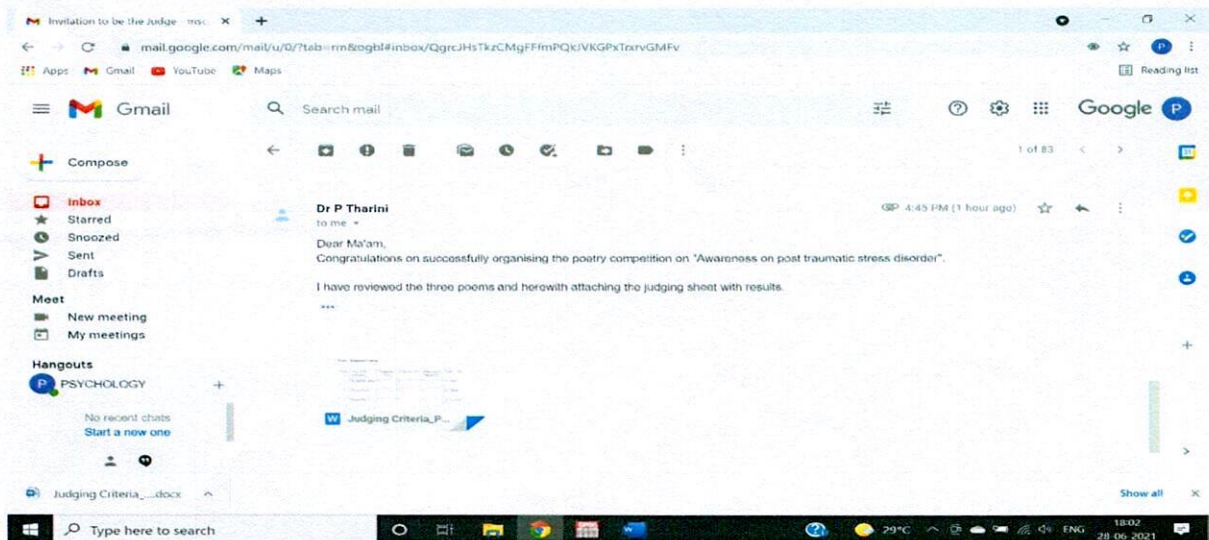 Invitation to be the Judge - msc
mail.google.com/mail/u/0/?tab=rm&ogbl#inbox/QgrcJHsTkzCMgFFfmPQkJVKGPxTrxrvGMFv
Apps Gmail YouTube Maps Reading list
Gmail Search mail Google P
Compose 1 of 83
Inbox
Starred
Snoozed
Sent
Drafts
Meet
New meeting
My meetings
Hangouts
P PSYCHOLOGY +
No recent chats
Start a new one
Dr P Tharini 4:45 PM (1 hour ago)
to me
Dear Ma'am,
Congratulations on successfully organising the poetry competition on "Awareness on post traumatic stress disorder".
I have reviewed the three poems and herewith attaching the judging sheet with results.
...
W Judging Criteria_P...
Judging Criteria_....docx Show all
Type here to search 29°C ENG 18:02
28-06-2021